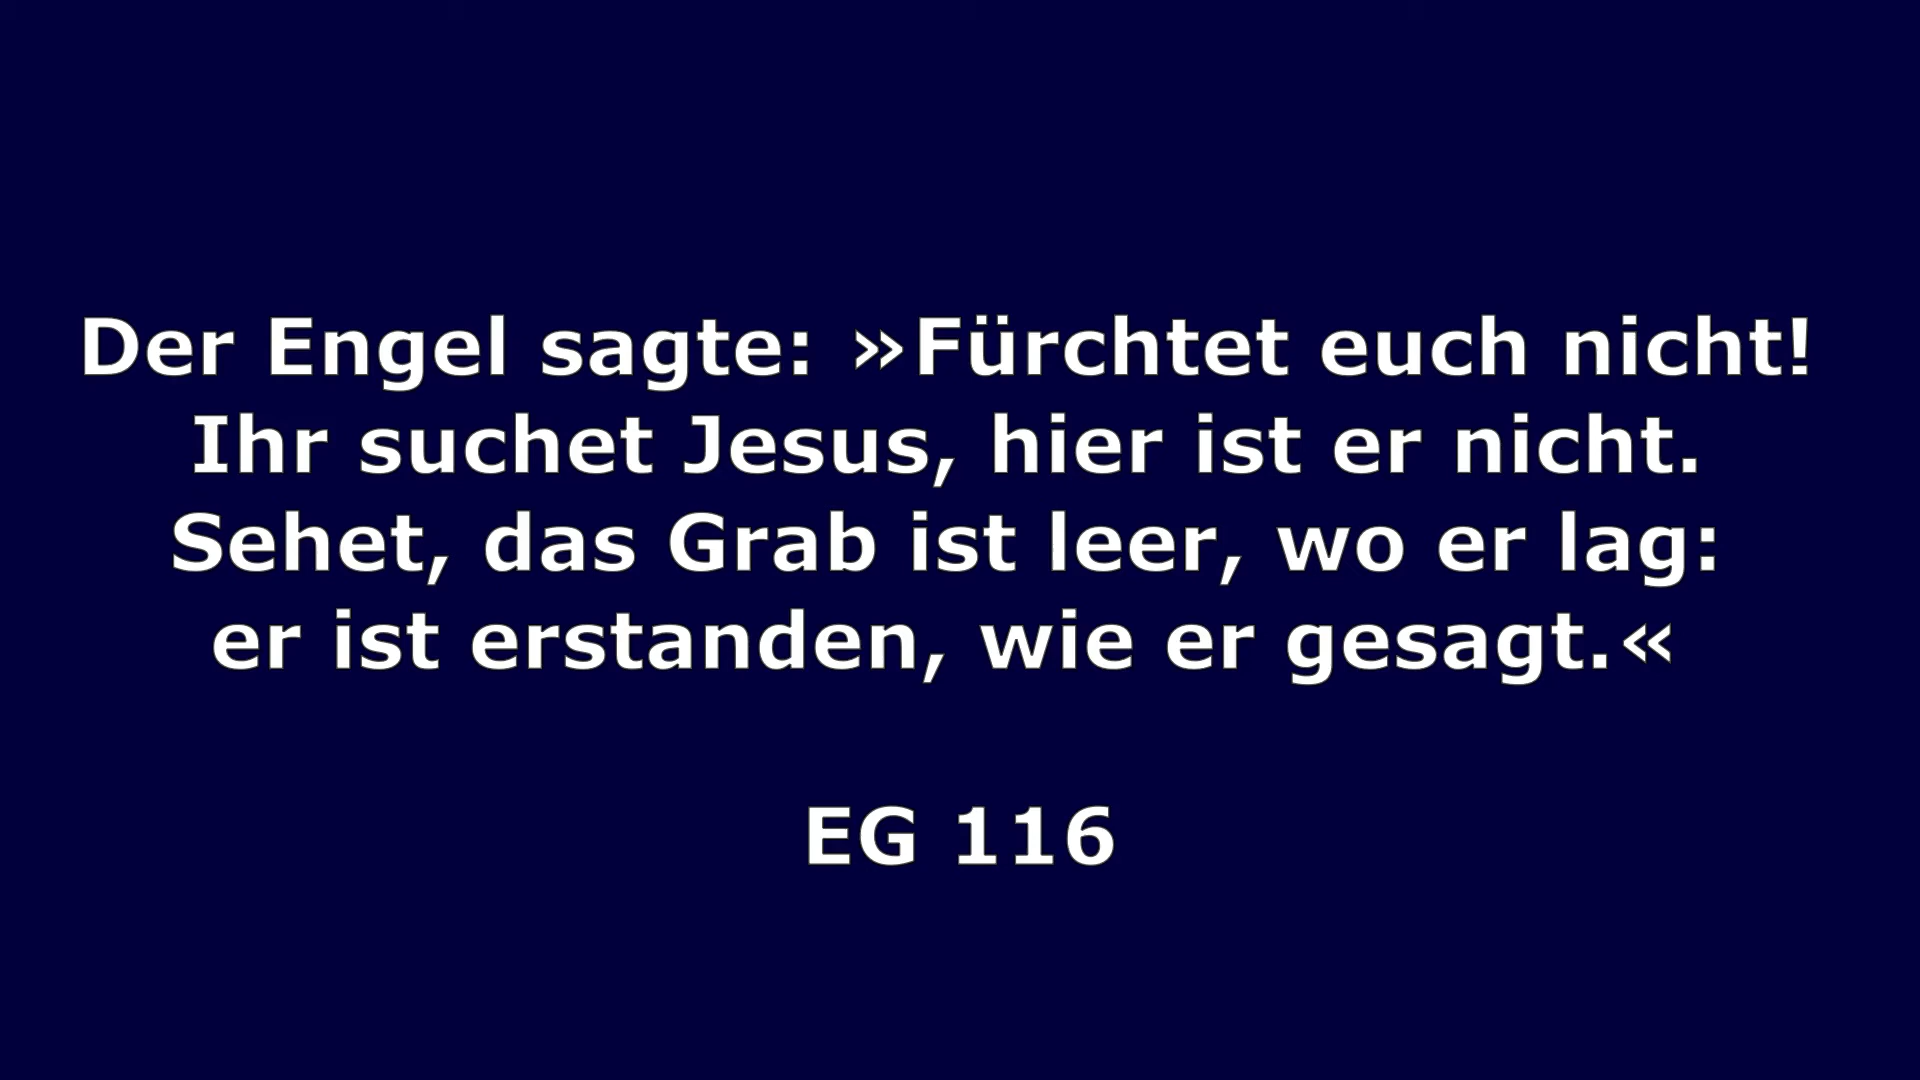 Der Engel sagte: »Fürchtet euch nicht!
Ihr suchet Jesus, hier ist er nicht.
Sehet, das Grab ist leer, wo er lag:
er ist erstanden, wie er gesagt.«
EG 116